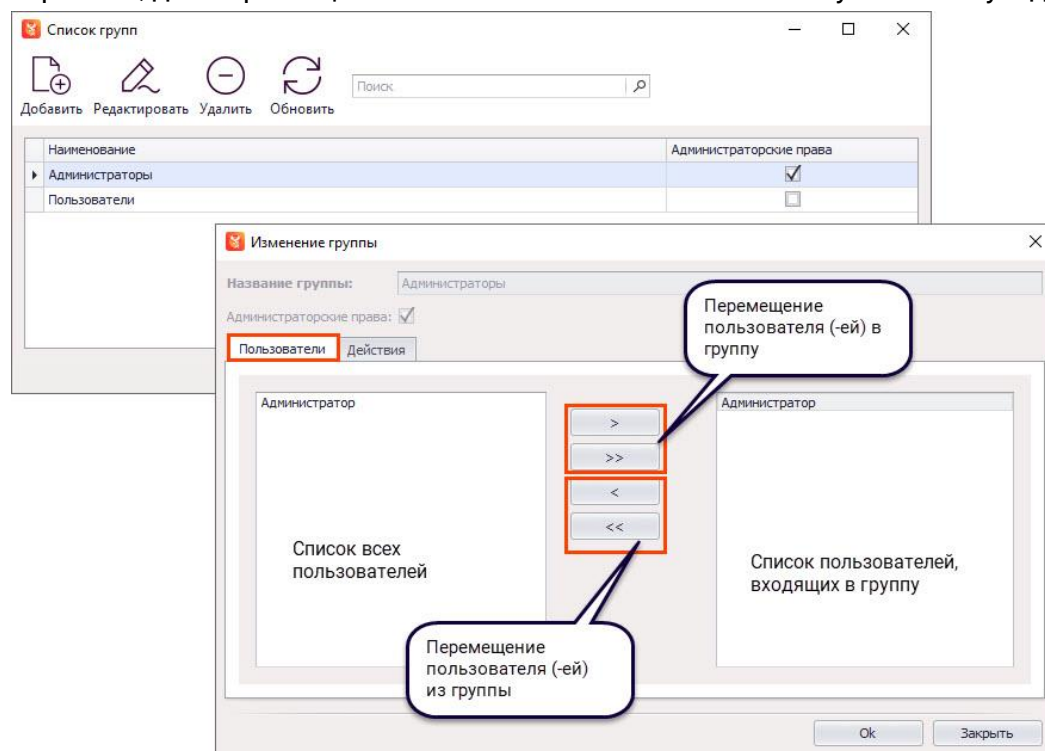 Список групп
Добавить Редактировать Удалить Обновить
Поиск
Наименование Администраторские права
Администраторы
Пользователи
Изменение группы
Название группы: Администраторы
Администраторские права:
Пользователи Действия
Перемещение
пользователя (-ей) в
группу
Администратор
Администратор
>
>>
<
<<
Список всех
пользователей
Список пользователей,
входящих в группу
Перемещение
пользователя (-ей)
из группы
Ok Закрыть